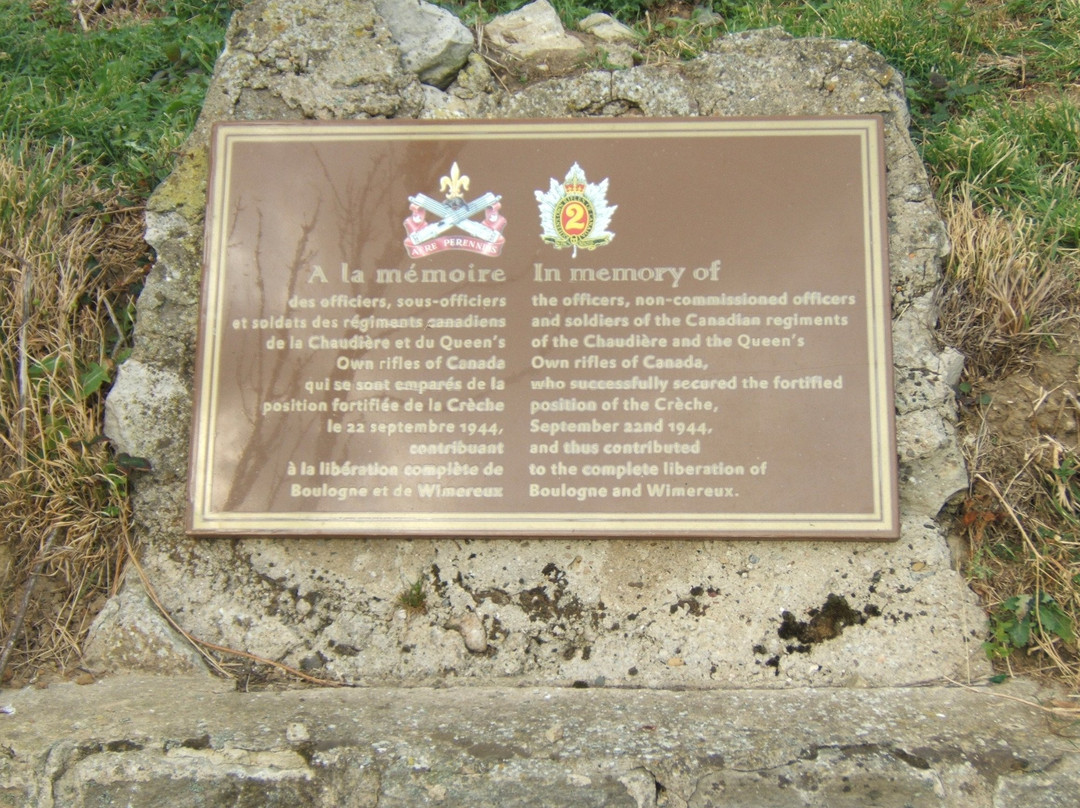 AERE PERENNIUS
2
A la mémoire
des officiers, sous-officiers
et soldats des régiments canadiens
de la Chaudière et du Queen's
Own rifles of Canada
qui se sont emparés de la
position fortifiée de la Crèche
le 22 septembre 1944,
contribuant
à la libération complète de
Boulogne et de Wimereux
In memory of
the officers, non-commissioned officers
and soldiers of the Canadian regiments
of the Chaudière and the Queen's
Own rifles of Canada,
who successfully secured the fortified
position of the Crèche,
September 22nd 1944,
and thus contributed
to the complete liberation of
Boulogne and Wimereux.